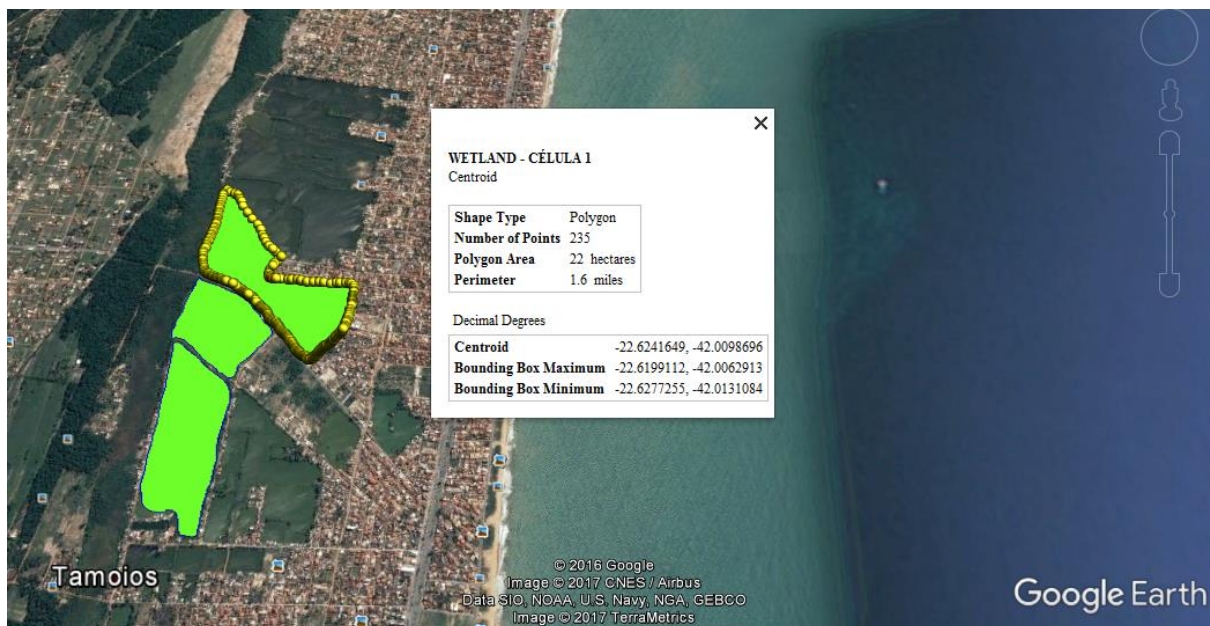 WETLAND - CÉLULA 1
Centroid
Shape Type Polygon
Number of Points 235
Polygon Area 22 hectares
Perimeter 1.6 miles
Decimal Degrees
Centroid -22.6241649, -42.0098696
Bounding Box Maximum -22.6199112, -42.0062913
Bounding Box Minimum -22.6277255, -42.0131084
Tamoios
© 2016 Google
Image © 2017 CNES / Airbus
Data SIO, NOAA, U.S. Navy, NGA, GEBCO
Image © 2017 TerraMetrics
Google Earth